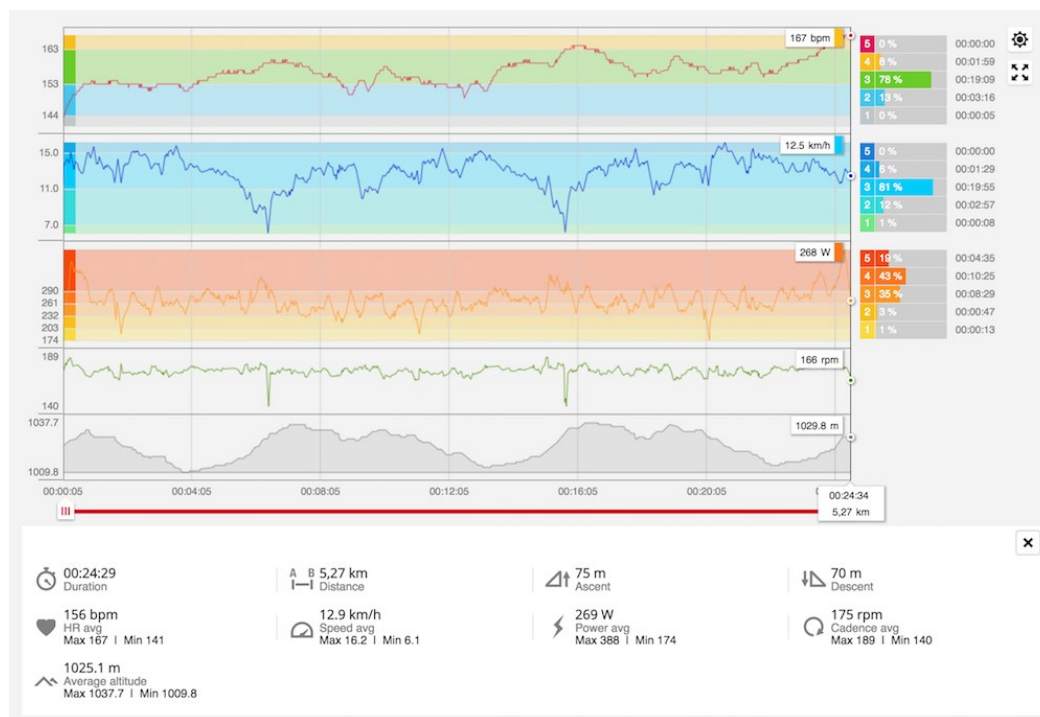 167 bpm
163
153
144
5 0 % 00:00:00
4 8 % 00:01:59
3 78 % 00:19:09
2 13 % 00:03:16
1 0 % 00:00:05
12.5 km/h
15.0
11.0
7.0
5 0 % 00:00:00
4 6 % 00:01:29
3 81 % 00:19:55
2 12 % 00:02:57
1 1 % 00:00:08
268 W
290
261
232
203
174
5 19 % 00:04:35
4 43 % 00:10:25
3 35 % 00:08:29
2 3 % 00:00:47
1 1 % 00:00:13
189
166 rpm
140
1037.7
1029.8 m
1009.8
00:00:05 00:04:05 00:08:05 00:12:05 00:16:05 00:20:05
00:24:34
5,27 km
00:24:29
Duration
A B 5,27 km
Distance
75 m
Ascent
70 m
Descent
156 bpm
HR avg
Max 167 | Min 141
12.9 km/h
Speed avg
Max 16.2 | Min 6.1
269 W
Power avg
Max 388 | Min 174
175 rpm
Cadence avg
Max 189 | Min 140
1025.1 m
Average altitude
Max 1037.7 | Min 1009.8